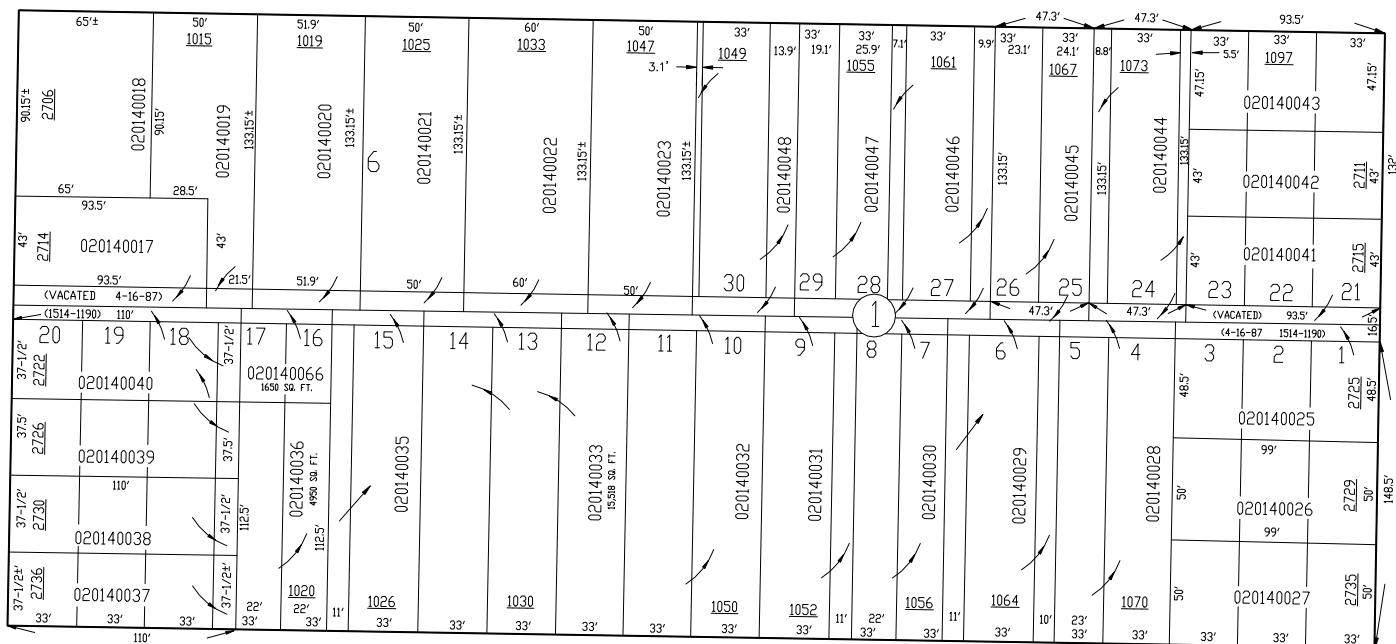 65'± 50' 51.9' 50' 60' 50' 33' 33' 33' 33' 33' 33' 47.3' 47.3' 93.5'
1015 1019 1025 1033 1047 1049 13.9' 19.1' 25.9' 7.1' 9.9' 23.1' 24.1' 8.8' 33' 5.5' 33' 33' 33'
3.1' 1055 1061 1067 1073 1097
90.15'± 2706 020140018 90.15' 020140019 133.15'± 020140020 133.15'± 6 020140021 133.15'± 020140022 133.15'± 020140023 133.15'± 020140048 020140047 020140046 133.15' 020140045 133.15' 020140044 133.15'
47.15' 020140043 47.15'
43' 020140042 2711 43' 132'
65' 28.5'
93.5'
43' 2714 020140017 43' 43' 020140041 2715 43'
93.5' 21.5' 51.9' 50' 60' 50' 30 29 28 27 26 25 24 23 22 21
(VACATED 4-16-87) 47.3' 47.3' (VACATED) 93.5'
(1514-1190) 110' 1 (4-16-87 1514-1190) 16.5'
20 19 18 17 16 15 14 13 12 11 10 9 8 7 6 5 4 3 2 1
37-1/2' 2722 020140040 37-1/2' 020140066 48.5' 2725 48.5'
1650 SQ. FT.
020140025
37.5' 2726 020140039 37.5' 020140036 4950 SQ. FT. 020140035 020140033 15,518 SQ. FT. 020140032 020140031 020140030 020140029 020140028 99'
110'
37-1/2' 2730 020140038 37-1/2' 112.5' 112.5' 50' 020140026 2729 50' 148.5'
99'
37-1/2±' 2736 020140037 37-1/2±' 1020 1026 1030 1050 1052 1056 1064 1070 50' 020140027 2735 50'
33' 33' 33' 22' 22' 11' 33' 33' 33' 33' 33' 33' 33' 11' 22' 11' 33' 10' 23' 33' 33' 33' 33'
110' 33' 33' 33' 33' 33'